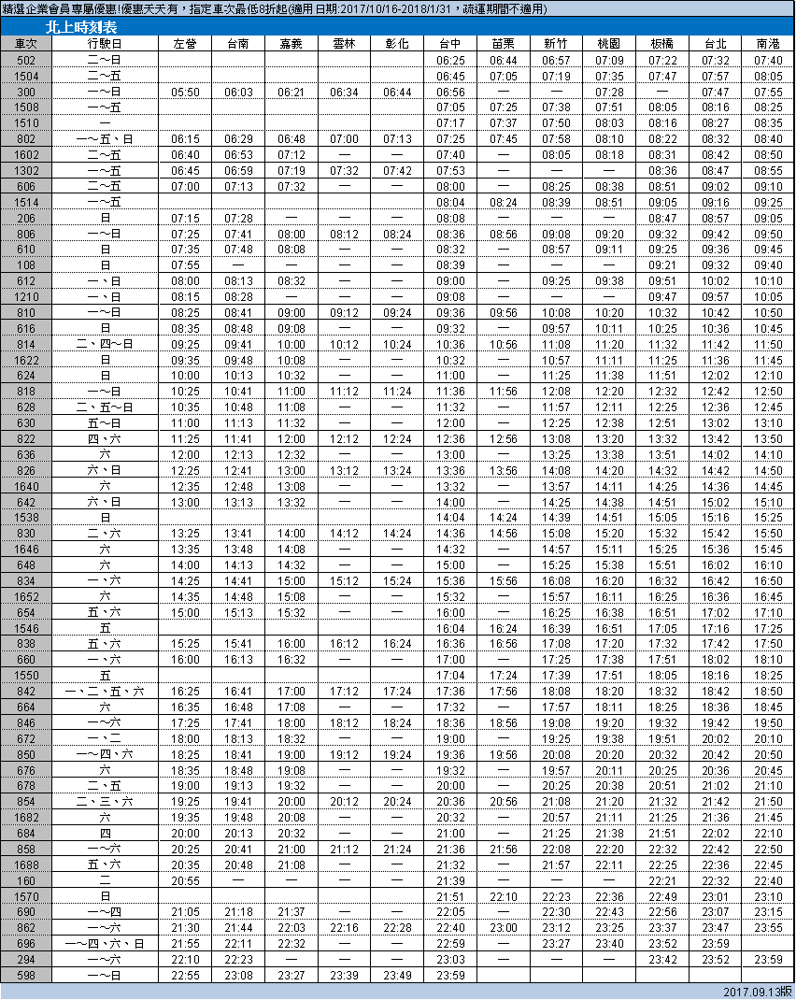 精選企業會員專屬優惠!優惠天天有，指定車次最低8折起(適用日期:2017/10/16-2018/1/31，疏運期間不適用)
北上時刻表
車次 行駛日 左營 台南 嘉義 雲林 彰化 台中 苗栗 新竹 桃園 板橋 台北 南港
502 二～日 06:25 06:44 06:57 07:09 07:22 07:32 07:40
1504 二～五 06:45 07:05 07:19 07:35 07:47 07:57 08:05
300 一～日 05:50 06:03 06:21 06:34 06:44 06:56 — — 07:28 — 07:47 07:55
1508 一～五 07:05 07:25 07:38 07:51 08:05 08:16 08:25
1510 一 07:17 07:37 07:50 08:03 08:16 08:27 08:35
802 一～五、日 06:15 06:29 06:48 07:00 07:13 07:25 07:45 07:58 08:10 08:22 08:32 08:40
1602 二～五 06:40 06:53 07:12 — — 07:40 — 08:05 08:18 08:31 08:42 08:50
1302 一～五 06:45 06:59 07:19 07:32 07:42 07:53 — — — 08:36 08:47 08:55
606 二～五 07:00 07:13 07:32 — — 08:00 — 08:25 08:38 08:51 09:02 09:10
1514 一～五 08:04 08:24 08:39 08:51 09:05 09:16 09:25
206 日 07:15 07:28 — — — 08:08 — — — 08:47 08:57 09:05
806 一～日 07:25 07:41 08:00 08:12 08:24 08:36 08:56 09:08 09:20 09:32 09:42 09:50
610 日 07:35 07:48 08:08 — — 08:32 — 08:57 09:11 09:25 09:36 09:45
108 日 07:55 — — — — 08:39 — — — 09:21 09:32 09:40
612 一、日 08:00 08:13 08:32 — — 09:00 — 09:25 09:38 09:51 10:02 10:10
1210 一、日 08:15 08:28 — — — 09:08 — — — 09:47 09:57 10:05
810 一～日 08:25 08:41 09:00 09:12 09:24 09:36 09:56 10:08 10:20 10:32 10:42 10:50
616 日 08:35 08:48 09:08 — — 09:32 — 09:57 10:11 10:25 10:36 10:45
814 二、四～日 09:25 09:41 10:00 10:12 10:24 10:36 10:56 11:08 11:20 11:32 11:42 11:50
1622 日 09:35 09:48 10:08 — — 10:32 — 10:57 11:11 11:25 11:36 11:45
624 日 10:00 10:13 10:32 — — 11:00 — 11:25 11:38 11:51 12:02 12:10
818 一～日 10:25 10:41 11:00 11:12 11:24 11:36 11:56 12:08 12:20 12:32 12:42 12:50
628 二、五～日 10:35 10:48 11:08 — — 11:32 — 11:57 12:11 12:25 12:36 12:45
630 五～日 11:00 11:13 11:32 — — 12:00 — 12:25 12:38 12:51 13:02 13:10
822 四、六 11:25 11:41 12:00 12:12 12:24 12:36 12:56 13:08 13:20 13:32 13:42 13:50
636 六 12:00 12:13 12:32 — — 13:00 — 13:25 13:38 13:51 14:02 14:10
826 六、日 12:25 12:41 13:00 13:12 13:24 13:36 13:56 14:08 14:20 14:32 14:42 14:50
1640 六 12:35 12:48 13:08 — — 13:32 — 13:57 14:11 14:25 14:36 14:45
642 六、日 13:00 13:13 13:32 — — 14:00 — 14:25 14:38 14:51 15:02 15:10
1538 日 14:04 14:24 14:39 14:51 15:05 15:16 15:25
830 二、六 13:25 13:41 14:00 14:12 14:24 14:36 14:56 15:08 15:20 15:32 15:42 15:50
1646 六 13:35 13:48 14:08 — — 14:32 — 14:57 15:11 15:25 15:36 15:45
648 六 14:00 14:13 14:32 — — 15:00 — 15:25 15:38 15:51 16:02 16:10
834 一、六 14:25 14:41 15:00 15:12 15:24 15:36 15:56 16:08 16:20 16:32 16:42 16:50
1652 六 14:35 14:48 15:08 — — 15:32 — 15:57 16:11 16:25 16:36 16:45
654 五、六 15:00 15:13 15:32 — — 16:00 — 16:25 16:38 16:51 17:02 17:10
1546 五 16:04 16:24 16:39 16:51 17:05 17:16 17:25
838 五、六 15:25 15:41 16:00 16:12 16:24 16:36 16:56 17:08 17:20 17:32 17:42 17:50
660 一、六 16:00 16:13 16:32 — — 17:00 — 17:25 17:38 17:51 18:02 18:10
1550 五 17:04 17:24 17:39 17:51 18:05 18:16 18:25
842 一、二、五、六 16:25 16:41 17:00 17:12 17:24 17:36 17:56 18:08 18:20 18:32 18:42 18:50
664 六 16:35 16:48 17:08 — — 17:32 — 17:57 18:11 18:25 18:36 18:45
846 一～六 17:25 17:41 18:00 18:12 18:24 18:36 18:56 19:08 19:20 19:32 19:42 19:50
672 一、二 18:00 18:13 18:32 — — 19:00 — 19:25 19:38 19:51 20:02 20:10
850 一～四、六 18:25 18:41 19:00 19:12 19:24 19:36 19:56 20:08 20:20 20:32 20:42 20:50
676 六 18:35 18:48 19:08 — — 19:32 — 19:57 20:11 20:25 20:36 20:45
678 二、五 19:00 19:13 19:32 — — 20:00 — 20:25 20:38 20:51 21:02 21:10
854 二、三、六 19:25 19:41 20:00 20:12 20:24 20:36 20:56 21:08 21:20 21:32 21:42 21:50
1682 六 19:35 19:48 20:08 — — 20:32 — 20:57 21:11 21:25 21:36 21:45
684 四 20:00 20:13 20:32 — — 21:00 — 21:25 21:38 21:51 22:02 22:10
858 一～六 20:25 20:41 21:00 21:12 21:24 21:36 21:56 22:08 22:20 22:32 22:42 22:50
1688 五、六 20:35 20:48 21:08 — — 21:32 — 21:57 22:11 22:25 22:36 22:45
160 二 20:55 — — — — 21:39 — — — 22:21 22:32 22:40
1570 日 21:51 22:10 22:23 22:36 22:49 23:01 23:10
690 一～四 21:05 21:18 21:37 — — 22:05 — 22:30 22:43 22:56 23:07 23:15
862 一～六 21:30 21:44 22:03 22:16 22:28 22:40 23:00 23:12 23:25 23:37 23:47 23:55
696 一～四、六、日 21:55 22:11 22:32 — — 22:59 — 23:27 23:40 23:52 23:59
294 一～六 22:10 22:23 — — — 23:03 — — — 23:42 23:52 23:59
598 一～日 22:55 23:08 23:27 23:39 23:49 23:59
2017.09.13版